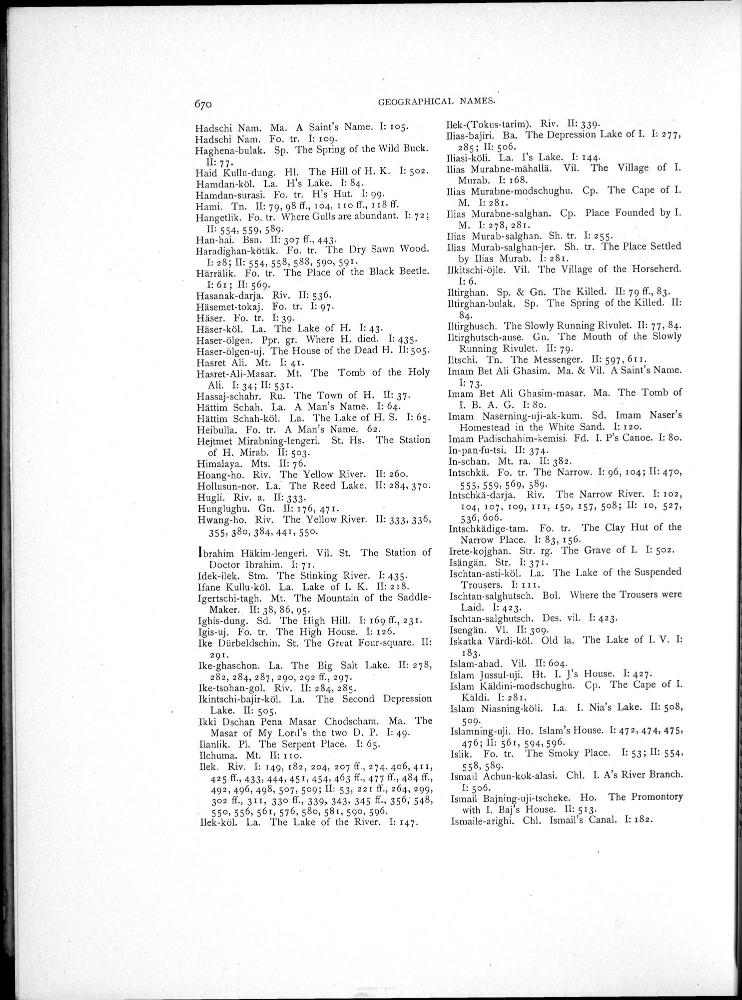 670
GEOGRAPHICAL NAMES.
Hadschi Nam. Ma. A Saint's Name. I: 105.
Hadschi Nam. Fo. tr. I: 109.
Haghena-bulak. Sp. The Spring of the Wild Buck.
II: 77.
Haid Kullu-dung. Hl. The Hill of H. K. I: 502.
Hamdan-köl. La. H's Lake. I: 84.
Hamdan-surasi. Fo. tr. H's Hut. I: 99.
Hami. Tn. II: 79, 98 ff., 104, 110 ff., 118 ff.
Hangetlik. Fo. tr. Where Gulls are abundant. I: 72;
II: 554, 559, 589.
Han-hai. Bsn. II: 307 ff., 443.
Haradighan-kötäk. Fo. tr. The Dry Sawn Wood.
I: 28; II: 554, 558, 588, 590, 591.
Härrälik. Fo. tr. The Place of the Black Beetle.
I: 61; II: 569.
Hasanak-darja. Riv. II: 536.
Häsemet-tokaj. Fo. tr. I: 97.
Häser. Fo. tr. I: 39.
Häser-köl. La. The Lake of H. I: 43.
Haser-ölgen. Ppr. gr. Where H. died. I: 435.
Haser-ölgen-uj. The House of the Dead H. II: 505.
Hasret Ali. Mt. I: 41.
Hasret-Ali-Masar. Mt. The Tomb of the Holy
Ali. I: 34; II: 531.
Hassaj-schahr. Ru. The Town of H. II: 37.
Hättim Schah. La. A Man's Name. I: 64.
Hättim Schah-köl. La. The Lake of H. S. I: 65.
Heibulla. Fo. tr. A Man's Name. 62.
Hejtmet Mirabning-lengeri. St. Hs. The Station
of H. Mirab. II: 503.
Himalaya. Mts. II: 76.
Hoang-ho. Riv. The Yellow River. II: 260.
Hollusun-nor. La. The Reed Lake. II: 284, 370.
Hugli. Riv. a. II: 333.
Hunglughu. Gn. II: 176, 471.
Hwang-ho. Riv. The Yellow River. II: 333, 336,
355, 380, 384, 441, 550.
Ibrahim Häkim-lengeri. Vil. St. The Station of
Doctor Ibrahim. I: 71.
Idek-ilek. Stm. The Stinking River. I: 435.
Ifane Kullu-köl. La. Lake of I. K. II: 218.
Igertschi-tagh. Mt. The Mountain of the Saddle-
Maker. II: 38, 86, 95.
Ighis-dung. Sd. The High Hill. I: 169 ff., 231.
Igis-uj. Fo. tr. The High House. I: 126.
Ike Dürbeldschin. St. The Great Four-square. II:
291.
Ike-ghaschon. La. The Big Salt Lake. II: 278,
282, 284, 287, 290, 292 ff., 297.
Ike-tsohan-gol. Riv. II: 284, 285.
Ikintschi-bajir-köl. La. The Second Depression
Lake. II: 505.
Ikki Dschan Pena Masar Chodscham. Ma. The
Masar of My Lord's the two D. P. I: 49.
Ilanlik. Pl. The Serpent Place. I: 65.
Ilchuma. Mt. II: 110.
Ilek. Riv. I: 149, 182, 204, 207 ff., 274, 406, 411,
425 ff., 433, 444, 451, 454, 463 ff., 477 ff., 484 ff.,
492, 496, 498, 507, 509; II: 53, 221 ff., 264, 299,
302 ff., 311, 330 ff., 339, 343, 345 ff., 356, 548,
550, 556, 561, 576, 580, 581, 590, 596.
Ilek-köl. La. The Lake of the River. I: 147.
Ilek-(Tokus-tarim). Riv. II: 339.
Ilias-bajiri. Ba. The Depression Lake of I. I: 277,
285; II: 506.
Iliasi-köli. La. I's Lake. I: 144.
Ilias Murabne-mähallä. Vil. The Village of I.
Murab. I: 168.
Ilias Murabne-modschughu. Cp. The Cape of I.
M. I: 281.
Ilias Murabne-salghan. Cp. Place Founded by I.
M. I: 278, 281.
Ilias Murab-salghan. Sh. tr. I: 255.
Ilias Murab-salghan-jer. Sh. tr. The Place Settled
by Ilias Murab. I: 281.
Ilkitschi-öjle. Vil. The Village of the Horseherd.
I: 6.
Iltirghan. Sp. & Gn. The Killed. II: 79 ff., 83.
Iltirghan-bulak. Sp. The Spring of the Killed. II:
84.
Iltirghusch. The Slowly Running Rivulet. II: 77, 84.
Iltirghutsch-ause. Gn. The Mouth of the Slowly
Running Rivulet. II: 79.
Iltschi. Tn. The Messenger. II: 597, 611.
Imam Bet Ali Ghasim. Ma. & Vil. A Saint's Name.
I: 73.
Imam Bet Ali Ghasim-masar. Ma. The Tomb of
I. B. A. G. I: 80.
Imam Naserning-uji-ak-kum. Sd. Imam Naser's
Homestead in the White Sand. I: 120.
Imam Padischahim-kemisi. Fd. I. P's Canoe. I: 80.
In-pan-fu-tsi. II: 374.
In-schan. Mt. ra. II: 382.
Intschkä. Fo. tr. The Narrow. I: 96, 104; II: 470,
555, 559, 569, 589.
Intschkä-darja. Riv. The Narrow River. I: 102,
104, 107, 109, 111, 150, 157, 508; II: 10, 527,
536, 606.
Intschkädige-tam. Fo. tr. The Clay Hut of the
Narrow Place. I: 83, 156.
Irete-kojghan. Str. rg. The Grave of I. I: 502.
Isängän. Str. I: 371.
Ischtan-asti-köl. La. The Lake of the Suspended
Trousers. I: 111.
Ischtan-salghutsch. Bol. Where the Trousers were
Laid. I: 423.
Ischtan-salghutsch. Des. vil. I: 423.
Isengän. Vl. II: 309.
Iskatka Värdi-köl. Old la. The Lake of I. V. I:
183.
Islam-abad. Vil. II: 604.
Islam Jussul-uji. Ht. I. J's House. I: 427.
Islam Käldini-modschughu. Cp. The Cape of I.
Käldi. I: 281.
Islam Niasning-köli. La. I. Nia's Lake. II: 508,
509.
Islamning-uji. Ho. Islam's House. I: 472, 474, 475,
476; II: 561, 594, 596.
Islik. Fo. tr. The Smoky Place. I: 53; II: 554,
558, 589.
Ismail Achun-kok-alasi. Chl. I. A's River Branch.
I: 506.
Ismail Bajning-uji-tscheke. Ho. The Promontory
with I. Baj's House. II: 513.
Ismaile-arighi. Chl. Ismail's Canal. I: 182.